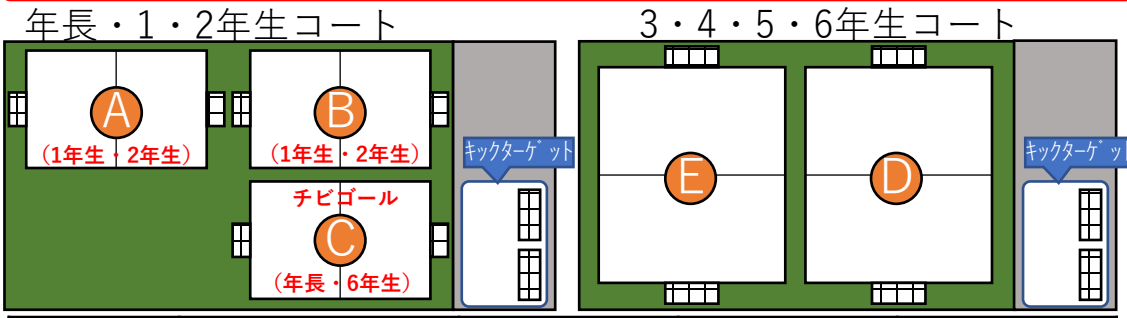 年長・1・2年生コート
3・4・5・6年生コート
A
(1年生・2年生)
B
(1年生・2年生)
チビゴール
C
(年長・6年生)
キックターゲット
E
D
キックターゲッ